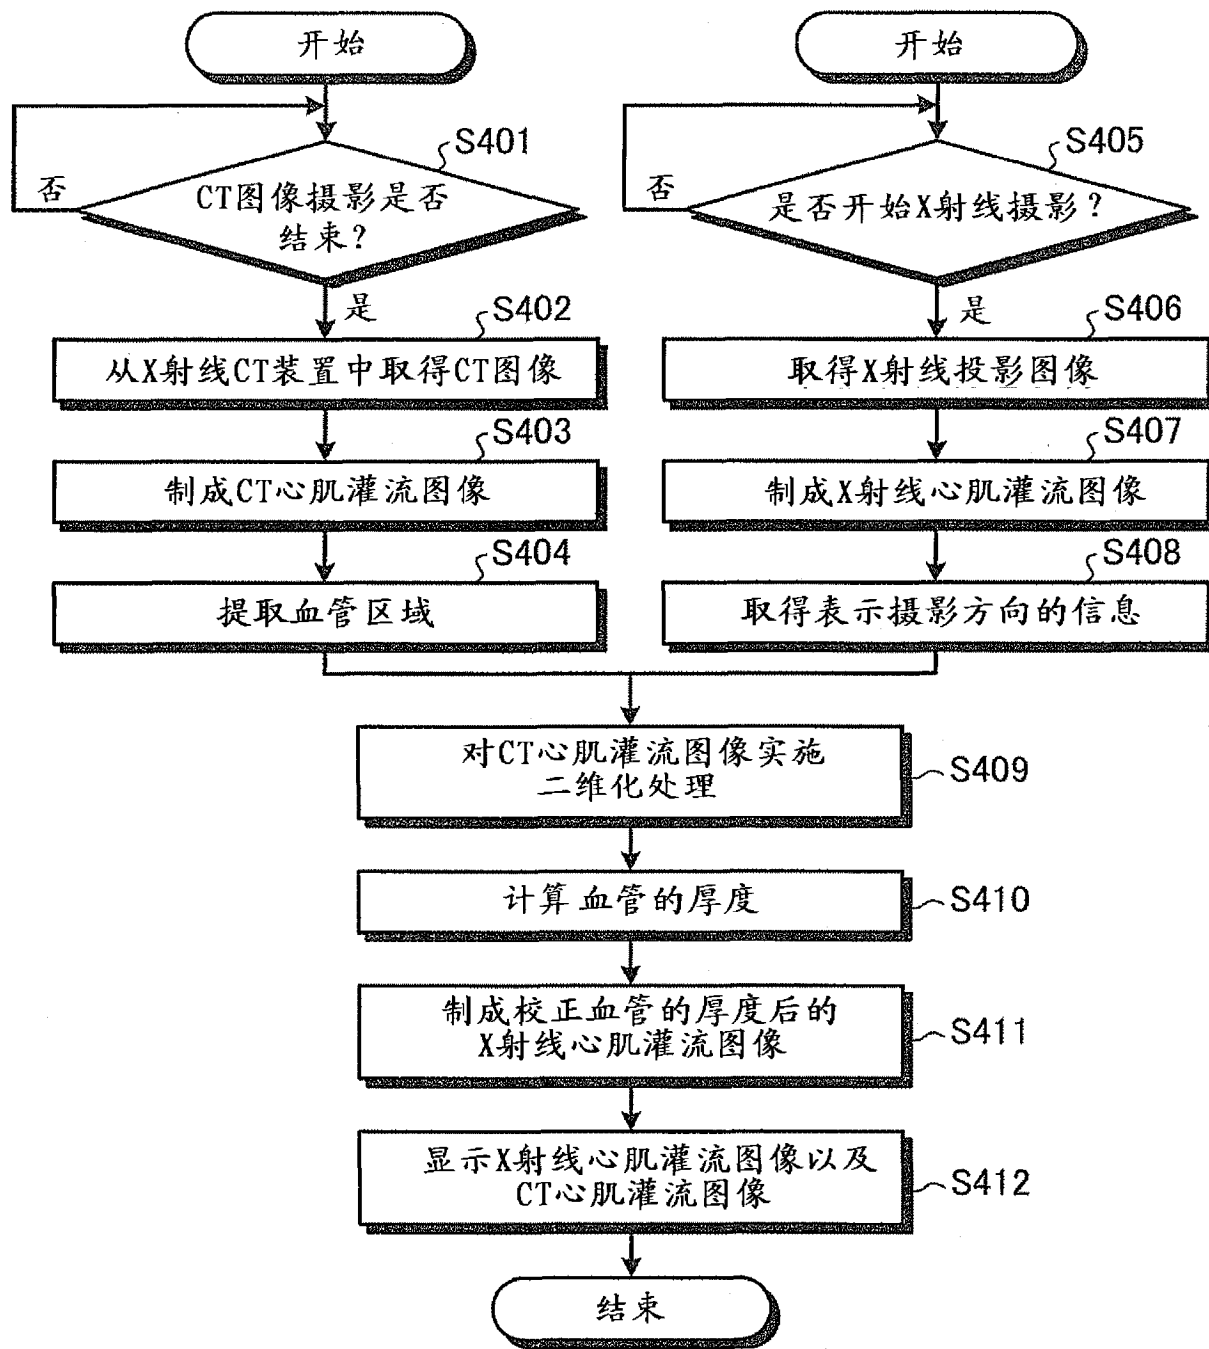 开始
S401
CT图像摄影是否
结束？
否
是
S402
从X射线CT装置中取得CT图像
S403
制成CT心肌灌流图像
S404
提取血管区域
开始
S405
是否开始X射线摄影？
否
是
S406
取得X射线投影图像
S407
制成X射线心肌灌流图像
S408
取得表示摄影方向的信息
对CT心肌灌流图像实施
二维化处理
S409
计算血管的厚度
S410
制成校正血管的厚度后的
X射线心肌灌流图像
S411
显示X射线心肌灌流图像以及
CT心肌灌流图像
S412
结束